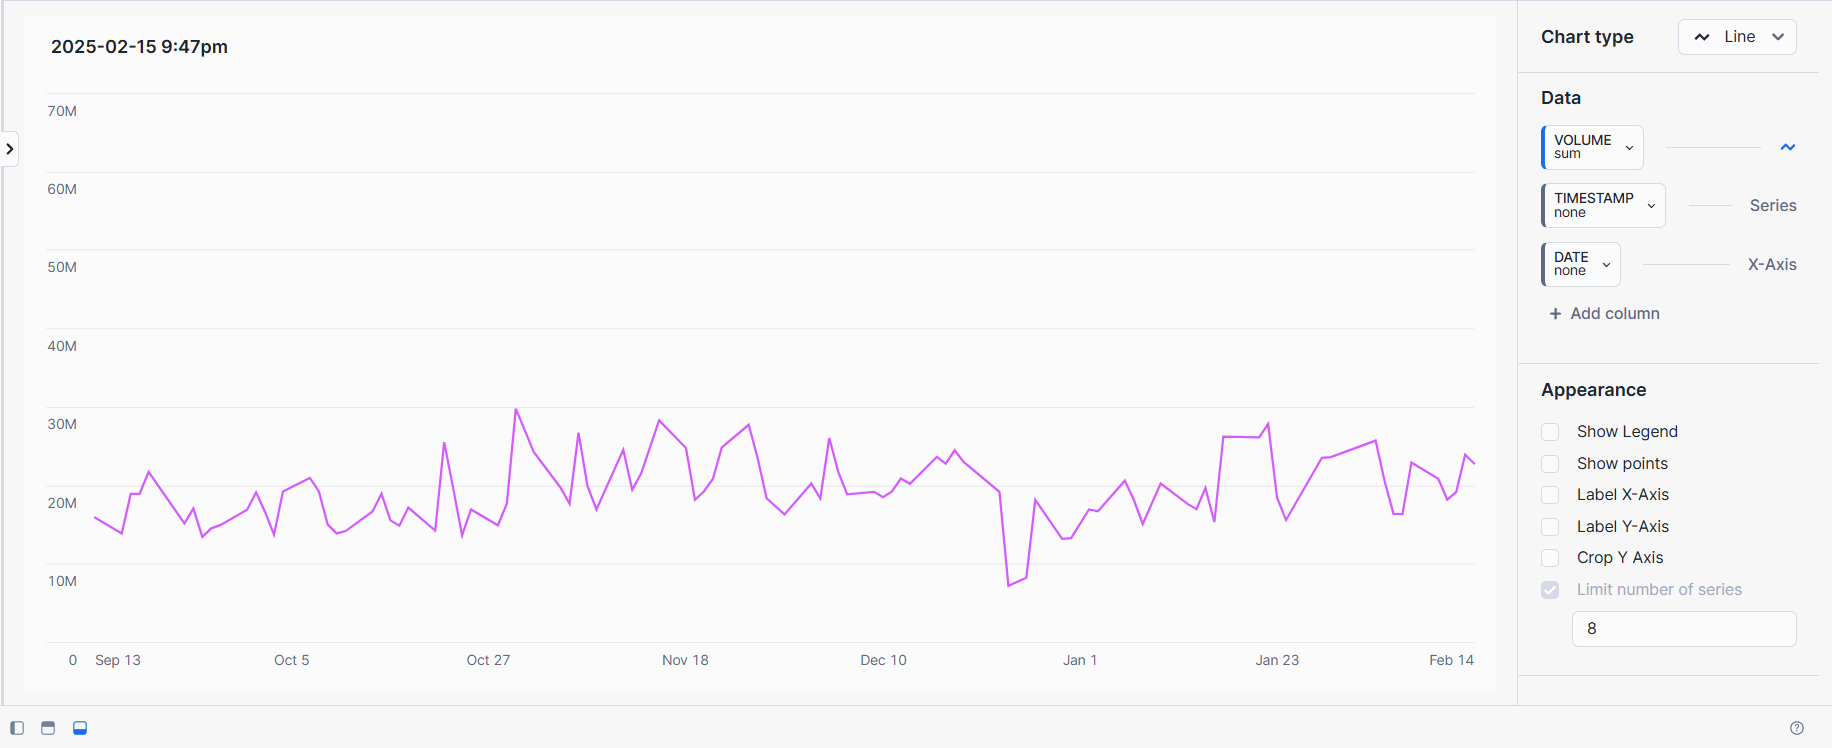 2025-02-15 9:47pm
70M
60M
50M
40M
30M
20M
10M
0
Sep 13
Oct 5
Oct 27
Nov 18
Dec 10
Jan 1
Jan 23
Feb 14
Chart type
Line
Data
VOLUME
sum
TIMESTAMP
none
Series
DATE
none
X-Axis
+ Add column
Appearance
Show Legend
Show points
Label X-Axis
Label Y-Axis
Crop Y Axis
Limit number of series
8